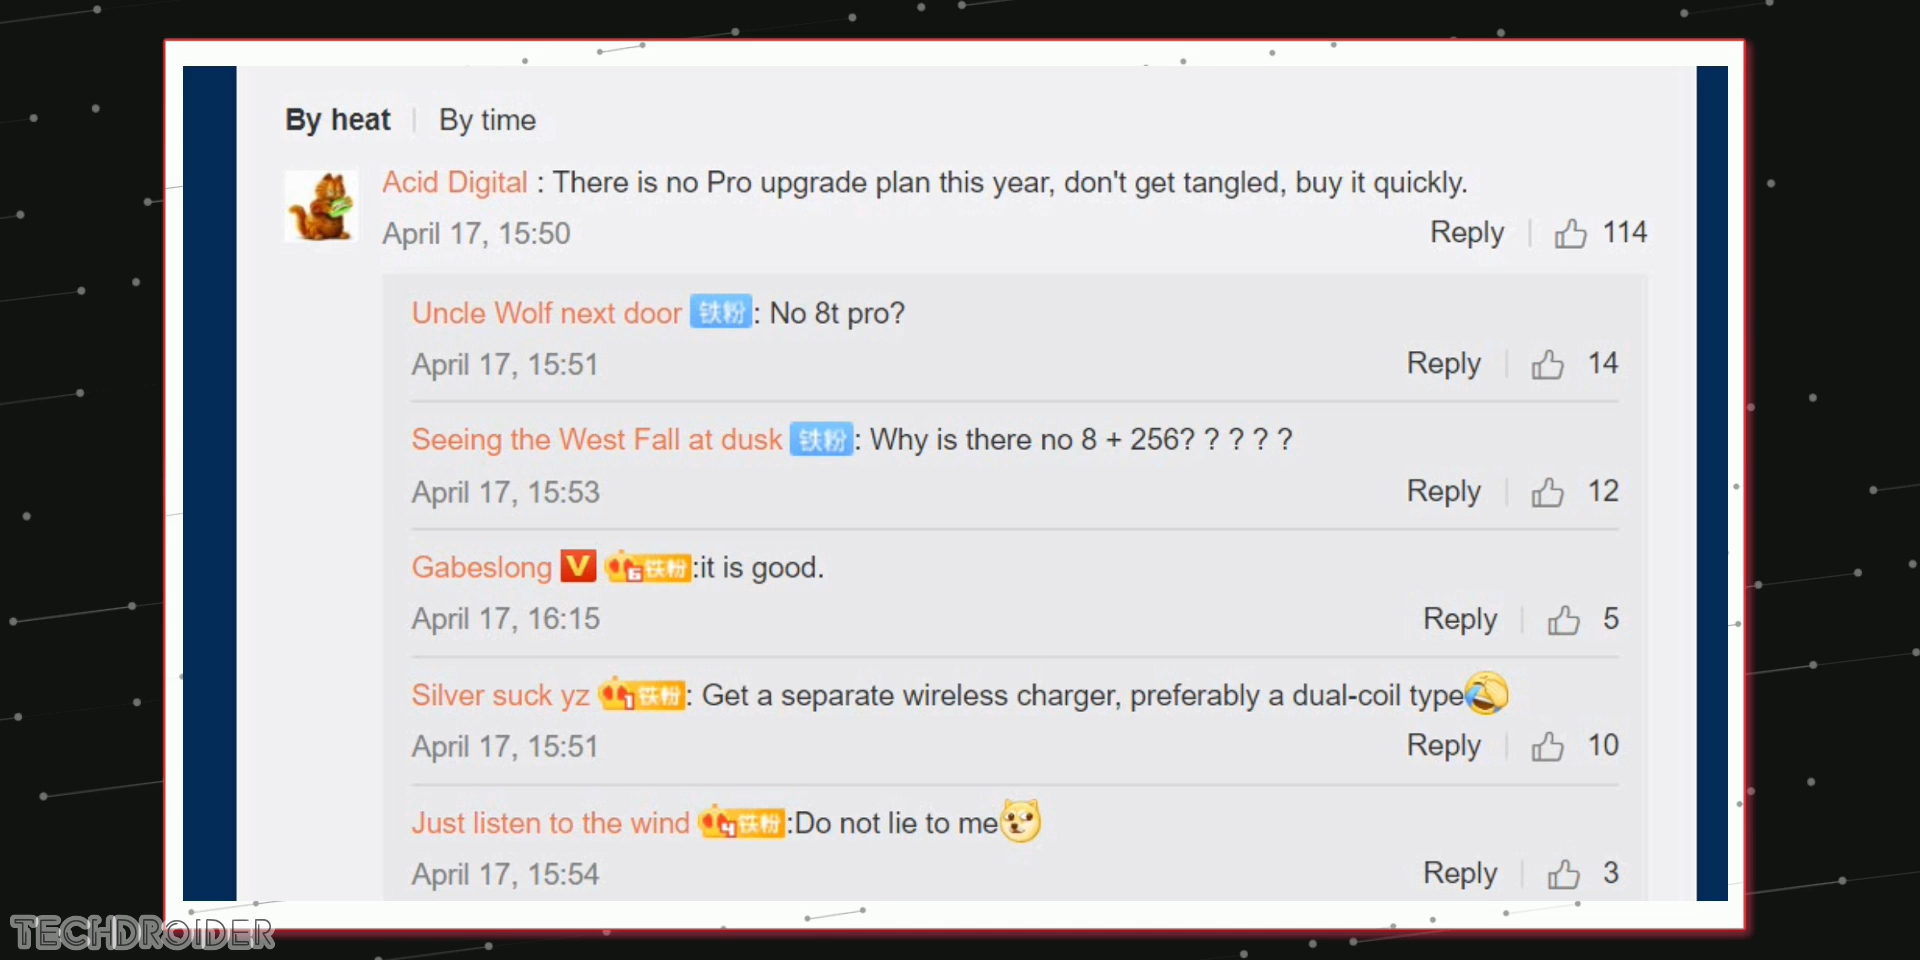 By heat | By time
Acid Digital : There is no Pro upgrade plan this year, don't get tangled, buy it quickly.
April 17, 15:50 Reply | 114
Uncle Wolf next door 铁粉: No 8t pro?
April 17, 15:51 Reply | 14
Seeing the West Fall at dusk 铁粉: Why is there no 8 + 256? ? ? ? ?
April 17, 15:53 Reply | 12
Gabeslong V 6 铁粉:it is good.
April 17, 16:15 Reply | 5
Silver suck yz 1 铁粉: Get a separate wireless charger, preferably a dual-coil type
April 17, 15:51 Reply | 10
Just listen to the wind 4 铁粉:Do not lie to me
April 17, 15:54 Reply | 3
TECHDROIDER